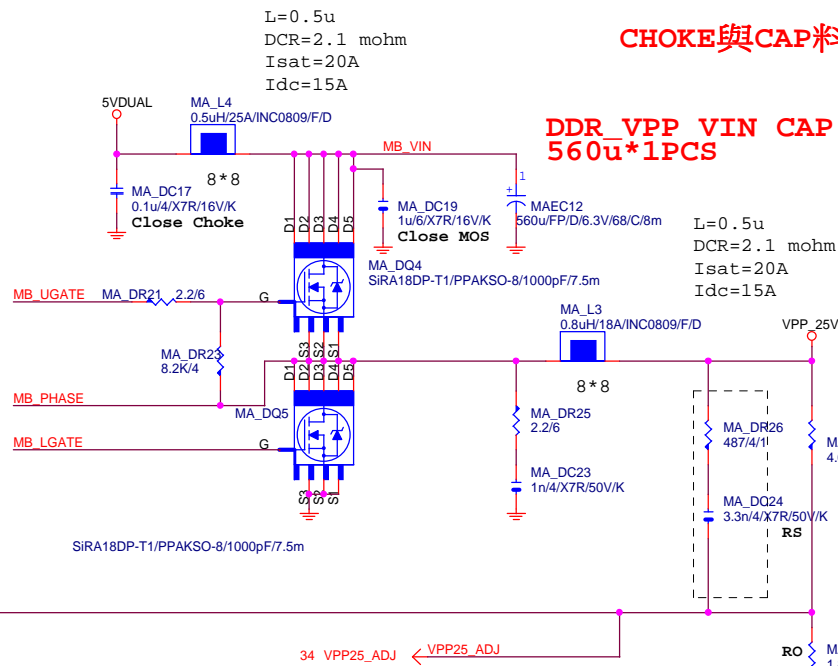 L=0.5u
DCR=2.1 mohm
Isat=20A
Idc=15A
CHOKE與CAP料
5VDUAL
MA_L4
0.5uH/25A/INC0809/F/D
DDR_VPP VIN CAP
560u*1PCS
MB_VIN
8*8
MA_DC17
0.1u/4/X7R/16V/K
Close Choke
D1
D2
D3
D4
D5
MA_DC19
1u/6/X7R/16V/K
Close MOS
1
+
MAEC12
560u/FP/D/6.3V/68/C/8m
L=0.5u
DCR=2.1 mohm
Isat=20A
Idc=15A
MA_DQ4
SiRA18DP-T1/PPAKSO-8/1000pF/7.5m
MB_UGATE
MA_DR21
2.2/6
G
S3
S2
S1
MA_L3
0.8uH/18A/INC0809/F/D
VPP_25V
MA_DR23
8.2K/4
D1
D2
D3
D4
D5
8*8
MB_PHASE
MA_DQ5
MB_LGATE
G
S3
S2
S1
MA_DR25
2.2/6
MA_DR26
487/4/1
4.
MA_DC23
1n/4/X7R/50V/K
MA_DC24
3.3n/4/X7R/50V/K
RS
SiRA18DP-T1/PPAKSO-8/1000pF/7.5m
34 VPP25_ADJ
VPP25_ADJ
RO